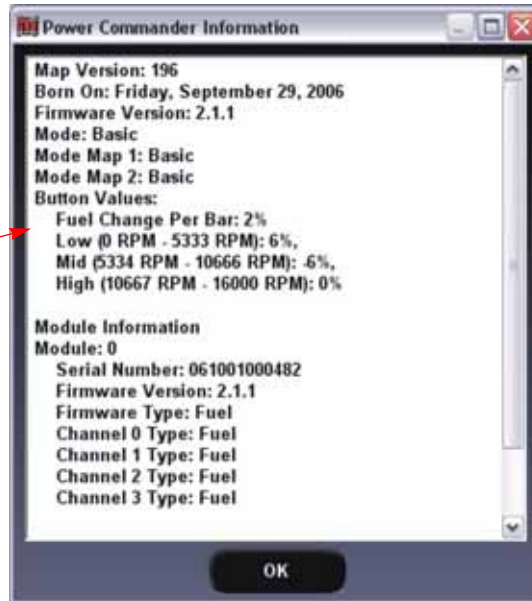 Power Commander Information
Map Version: 196
Born On: Friday, September 29, 2006
Firmware Version: 2.1.1
Mode: Basic
Mode Map 1: Basic
Mode Map 2: Basic
Button Values:
Fuel Change Per Bar: 2%
Low (0 RPM - 5333 RPM): 6%,
Mid (5334 RPM - 10666 RPM): -6%,
High (10667 RPM - 16000 RPM): 0%
Module Information
Module: 0
Serial Number: 061001000482
Firmware Version: 2.1.1
Firmware Type: Fuel
Channel 0 Type: Fuel
Channel 1 Type: Fuel
Channel 2 Type: Fuel
Channel 3 Type: Fuel
OK